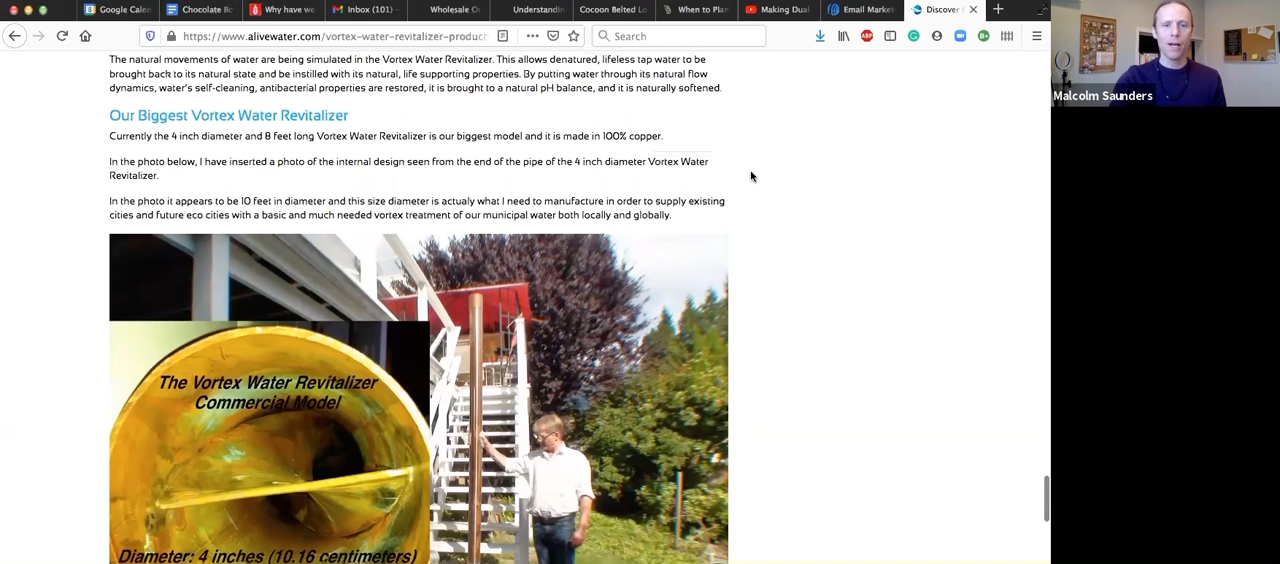 Google Calen
Chocolate Bo
Why have we
Inbox (101) -
Wholesale Or
Understandin
Cocoon Belted Lo
When to Plan
Making Dual
Email Market
Discover
https://www.alivewater.com/vortex-water-revitalizer-product
Search
ABP
The natural movements of water are being simulated in the Vortex Water Revitalizer. This allows denatured, lifeless tap water to be
brought back to its natural state and be instilled with its natural, life supporting properties. By putting water through its natural flow
dynamics, water's self-cleaning, antibacterial properties are restored, it is brought to a natural pH balance, and it is naturally softened.
Our Biggest Vortex Water Revitalizer
Currently the 4 inch diameter and 8 feet long Vortex Water Revitalizer is our biggest model and it is made in 100% copper.
In the photo below, I have inserted a photo of the internal design seen from the end of the pipe of the 4 inch diameter Vortex Water
Revitalizer.
In the photo it appears to be 10 feet in diameter and this size diameter is actualy what I need to manufacture in order to supply existing
cities and future eco cities with a basic and much needed vortex treatment of our municipal water both locally and globally.
The Vortex Water Revitalizer
Commercial Model
Diameter: 4 inches (10.16 centimeters)
Malcolm Saunders